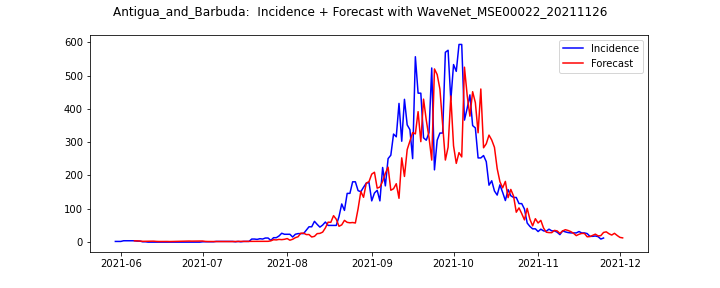 Antigua_and_Barbuda:  Incidence + Forecast with WaveNet_MSE00022_20211126
Incidence
Forecast
600
500
400
300
200
100
0
2021-06 2021-07 2021-08 2021-09 2021-10 2021-11 2021-12